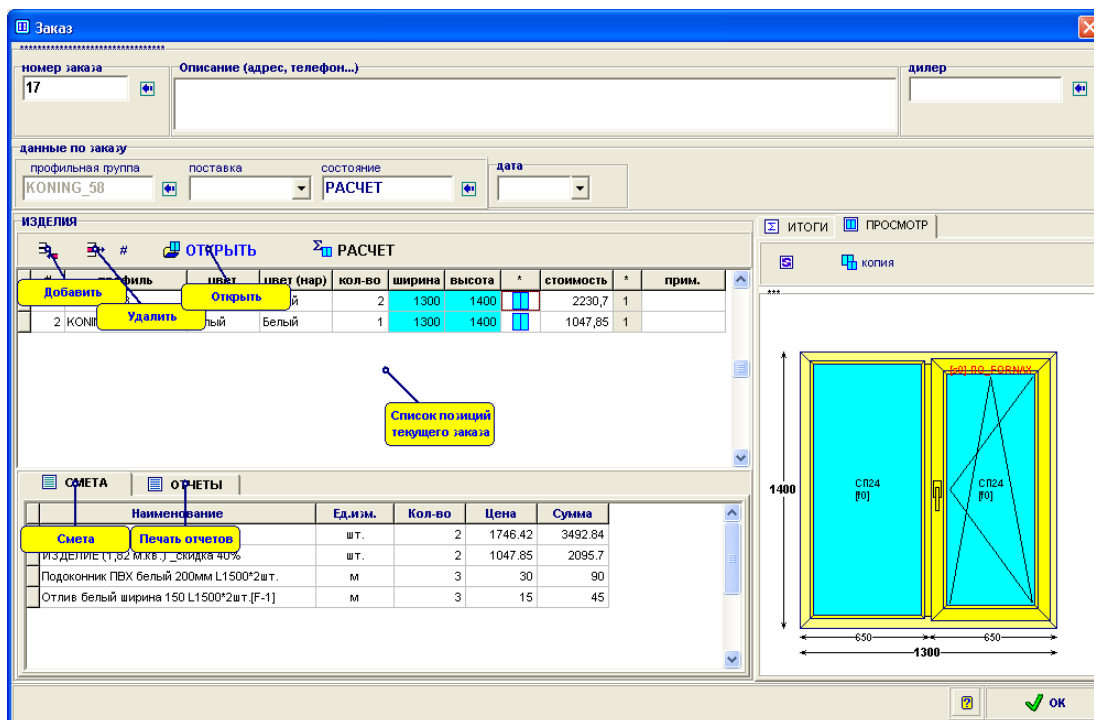 Заказ
*********************************
номер заказа
Описание (адрес, телефон...)
дилер
17
данные по заказу
профильная группа
поставка
состояние
дата
KONING_58
РАСЧЕТ
ИЗДЕЛИЯ
ИТОГИ
ПРОСМОТР
#
ОТКРЫТЬ
Σ РАСЧЕТ
копия
профиль
цвет
цвет (нар)
кол-во
ширина
высота
*
стоимость
*
прим.
***
Добавить
Удалить
Открыть
2
1300
1400
2230,7
1
2
Белый
1
1300
1400
1047,85
1
Список позиций
текущего заказа
СМЕТА
ОТЧЕТЫ
Наименование
Ед.изм.
Кол-во
Цена
Сумма
Смета
Печать отчетов
шт.
2
1746.42
3492.84
ИЗДЕЛИЕ (1,82 м.кв.) _скидка 40%
шт.
2
1047.85
2095.7
Подоконник ПВХ белый 200мм L1500*2шт.
м
3
30
90
Отлив белый ширина 150 L1500*2шт.[F-1]
м
3
15
45
ПО_FORNAX
СП24
[f0]
СП24
[f0]
1400
650
650
1300
?
ОК